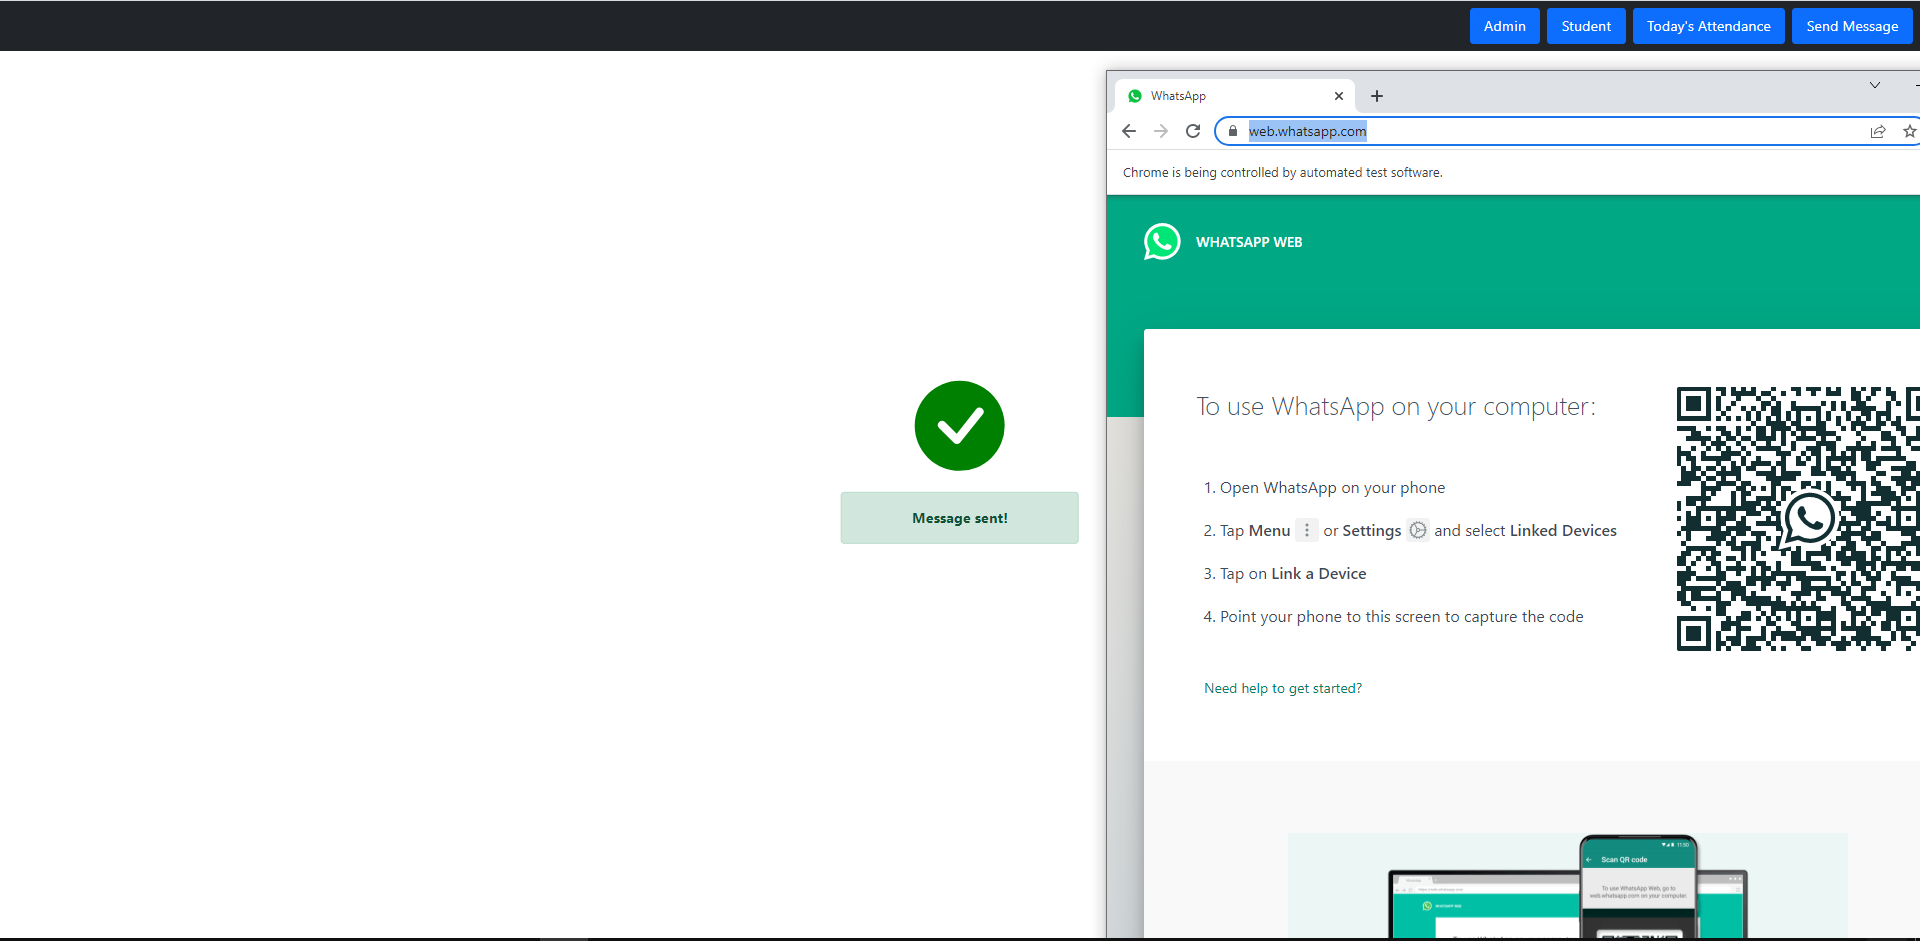 Admin Student Today's Attendance Send Message
WhatsApp
web.whatsapp.com
Chrome is being controlled by automated test software.
WHATSAPP WEB
To use WhatsApp on your computer:
1. Open WhatsApp on your phone
2. Tap Menu or Settings and select Linked Devices
3. Tap on Link a Device
4. Point your phone to this screen to capture the code
Need help to get started?
Message sent!
11:50
Scan QR code
To use WhatsApp Web, go to
web.whatsapp.com on your computer.
WHATSAPP WEB